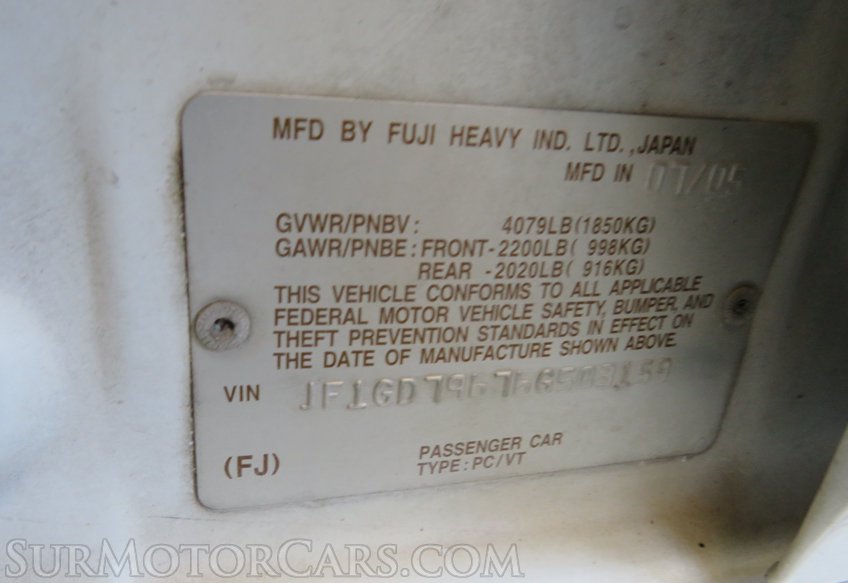 MFD BY FUJI HEAVY IND. LTD., JAPAN
MFD IN 07/05
GVWR/PNBV: 4079LB(1850KG)
GAWR/PNBE: FRONT-2200LB( 998KG)
REAR -2020LB( 916KG)
THIS VEHICLE CONFORMS TO ALL APPLICABLE
FEDERAL MOTOR VEHICLE SAFETY, BUMPER, AND
THEFT PREVENTION STANDARDS IN EFFECT ON
THE DATE OF MANUFACTURE SHOWN ABOVE.
VIN JF1GD79676G503159
(FJ) PASSENGER CAR
TYPE: PC/VT
SURMOTORCARS.COM